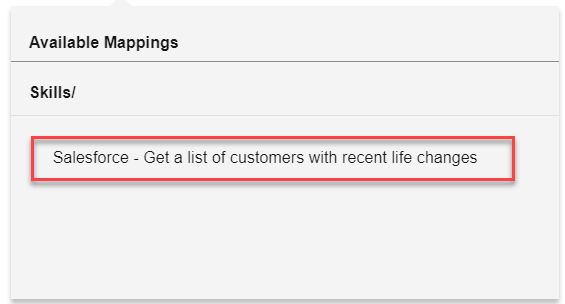 Available Mappings
Skills/
Salesforce - Get a list of customers with recent life changes